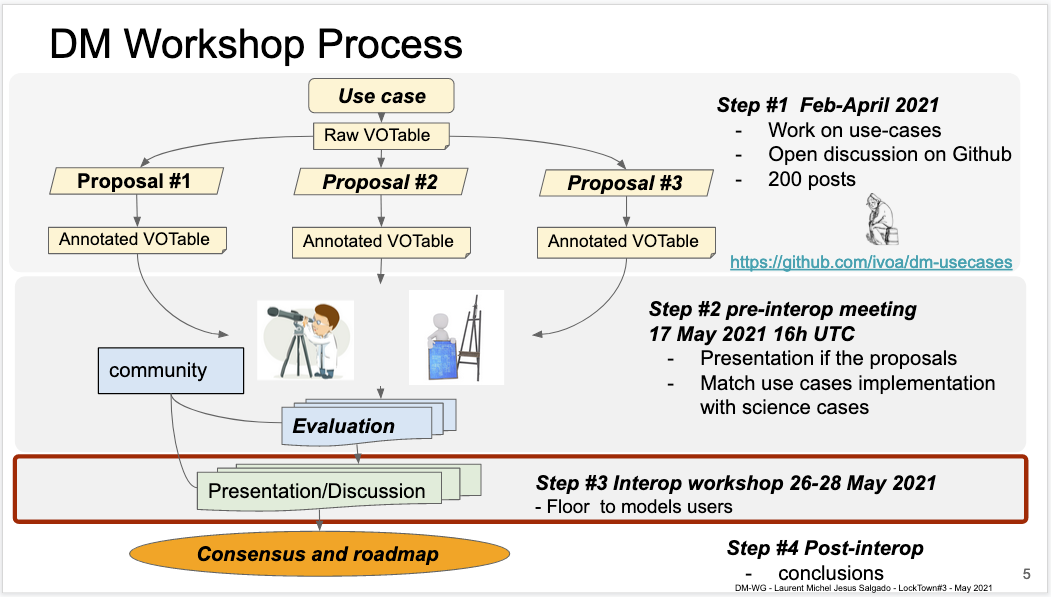 DM Workshop Process
Use case
Raw VOTable
Proposal #1
Proposal #2
Proposal #3
Annotated VOTable
Annotated VOTable
Annotated VOTable
Step #1 Feb-April 2021
- Work on use-cases
- Open discussion on Github
- 200 posts
https://github.com/ivoa/dm-usecases
Step #2 pre-interop meeting
17 May 2021 16h UTC
- Presentation if the proposals
- Match use cases implementation
with science cases
community
Evaluation
Presentation/Discussion
Step #3 Interop workshop 26-28 May 2021
- Floor to models users
Consensus and roadmap
Step #4 Post-interop
- conclusions
DM-WG - Laurent Michel Jesus Salgado - LockTown#3 - May 2021
5